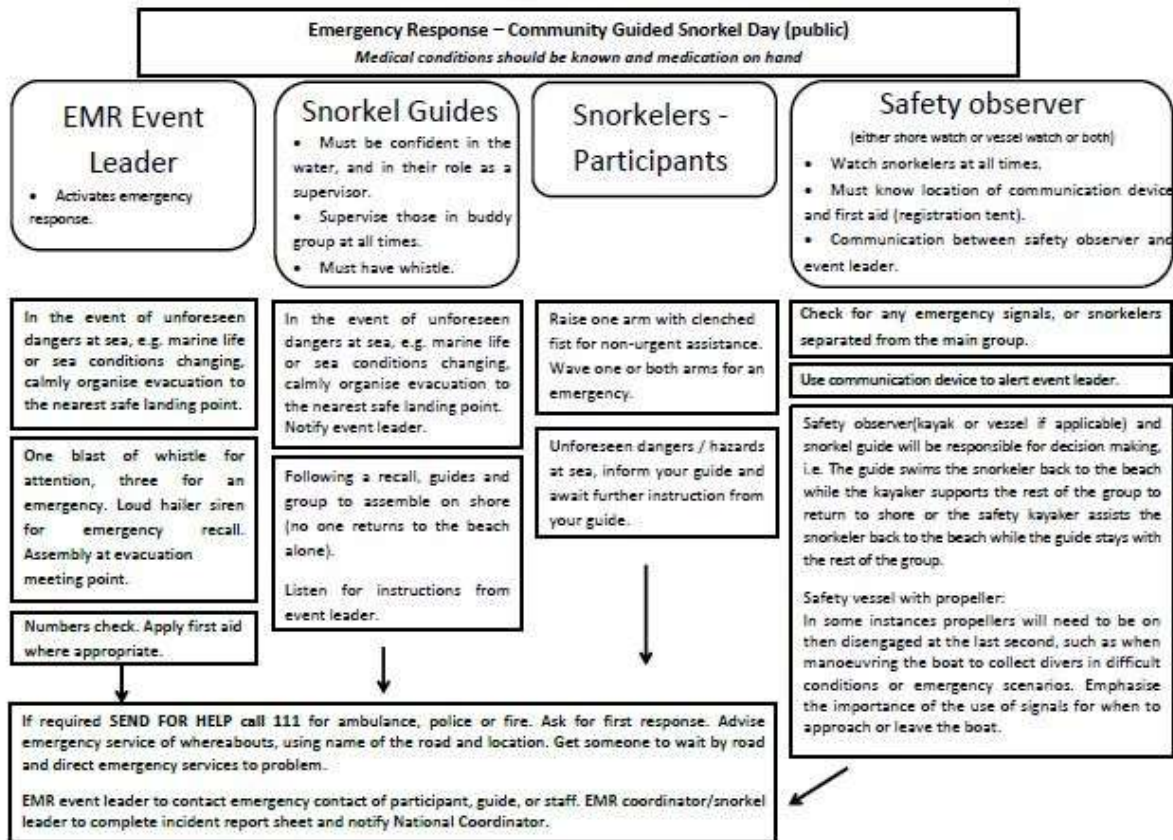 Emergency Response – Community Guided Snorkel Day (public)
Medical conditions should be known and medication on hand
EMR Event
Leader
• Activates emergency
response.
In the event of unforeseen
dangers at sea, e.g. marine life
or sea conditions changing,
calmly organise evacuation to
the nearest safe landing point.
One blast of whistle for
attention, three for an
emergency. Loud hailer siren
for emergency recall.
Assembly at evacuation
meeting point.
Numbers check. Apply first aid
where appropriate.
Snorkel Guides
• Must be confident in the
water, and in their role as a
supervisor.
• Supervise those in buddy
group at all times.
• Must have whistle.
In the event of unforeseen
dangers at sea, e.g. marine life
or sea conditions changing,
calmly organise evacuation to
the nearest safe landing point.
Notify event leader.
Following a recall, guides and
group to assemble on shore
(no one returns to the beach
alone).
Listen for instructions from
event leader.
Snorkelers -
Participants
Raise one arm with clenched
fist for non-urgent assistance.
Wave one or both arms for an
emergency.
Unforeseen dangers / hazards
at sea, inform your guide and
await further instruction from
your guide.
Safety observer
(either shore watch or vessel watch or both)
• Watch snorkelers at all times.
• Must know location of communication device
and first aid (registration tent).
• Communication between safety observer and
event leader.
Check for any emergency signals, or snorkelers
separated from the main group.
Use communication device to alert event leader.
Safety observer(kayak or vessel if applicable) and
snorkel guide will be responsible for decision making,
i.e. The guide swims the snorkeler back to the beach
while the kayaker supports the rest of the group to
return to shore or the safety kayaker assists the
snorkeler back to the beach while the guide stays with
the rest of the group.
Safety vessel with propeller:
In some instances propellers will need to be on
then disengaged at the last second, such as when
manoeuvring the boat to collect divers in difficult
conditions or emergency scenarios. Emphasise
the importance of the use of signals for when to
approach or leave the boat.
If required SEND FOR HELP call 111 for ambulance, police or fire. Ask for first response. Advise
emergency service of whereabouts, using name of the road and location. Get someone to wait by road
and direct emergency services to problem.
EMR event leader to contact emergency contact of participant, guide, or staff. EMR coordinator/snorkel
leader to complete incident report sheet and notify National Coordinator.